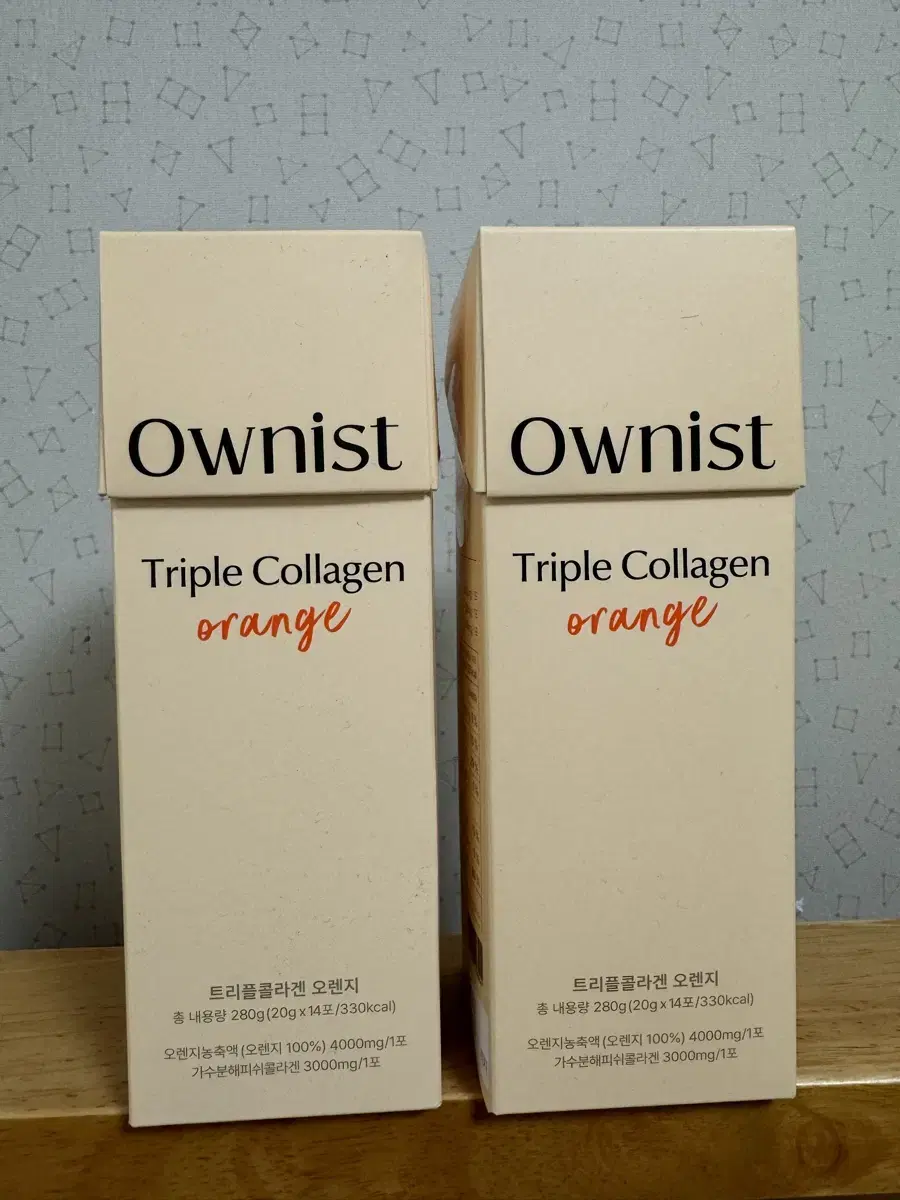 Ownist
Triple Collagen
orange
트리플콜라겐 오렌지
총 내용량 280g(20g x 14포/330kcal)
오렌지농축액 (오렌지 100%) 4000mg/1포
가수분해피쉬콜라겐 3000mg/1포
Ownist
Triple Collagen
orange
트리플콜라겐 오렌지
총 내용량 280g(20g x 14포/330kcal)
오렌지농축액 (오렌지 100%) 4000mg/1포
가수분해피쉬콜라겐 3000mg/1포